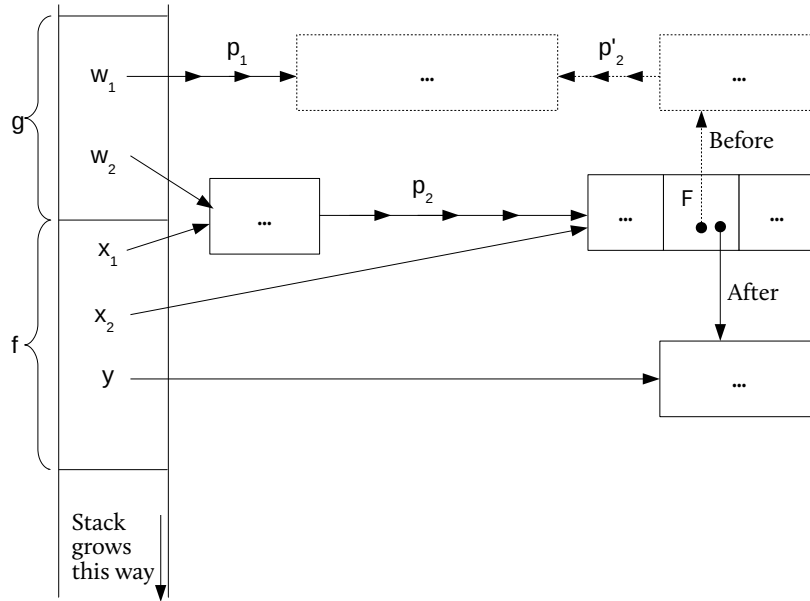 g
w1
p1
...
p'2
...
Before
w2
...
p2
...
F
...
f
x1
x2
After
y
...
Stack
grows
this way